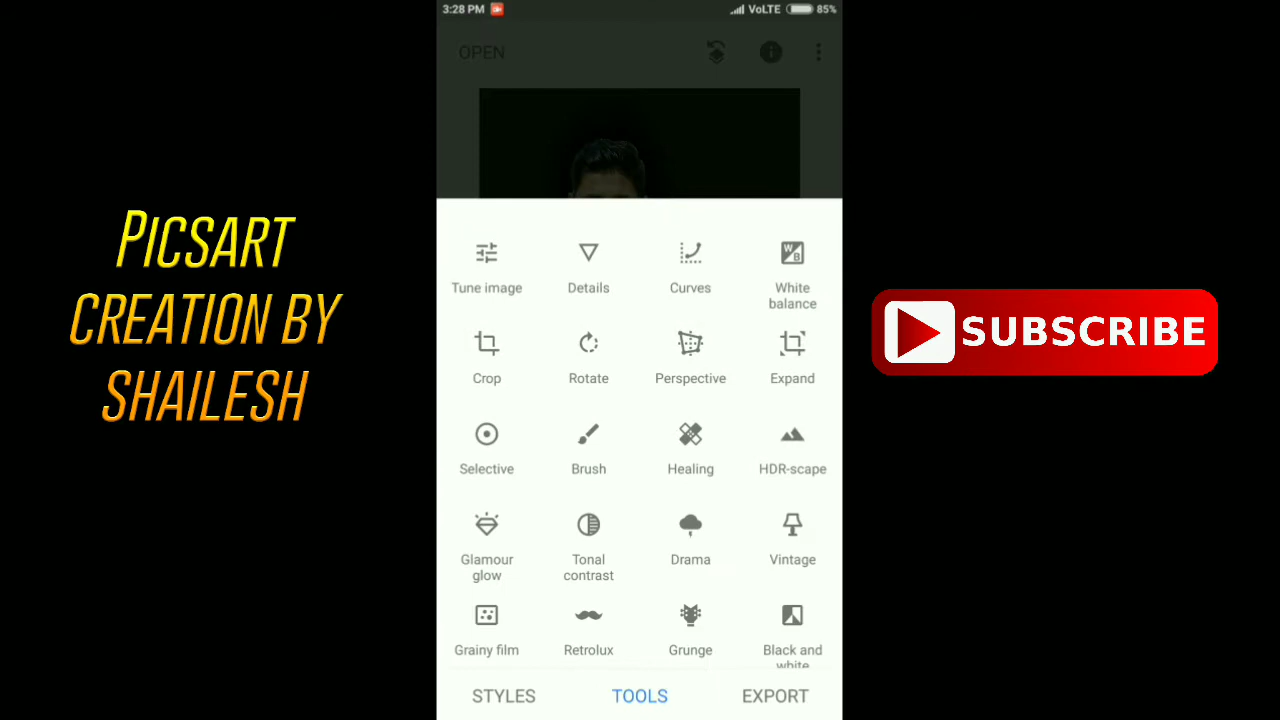 3:28 PM
VoLTE 85%
OPEN
Picsart
creation by
Shailesh
SUBSCRIBE
Tune image
Details
Curves
White
balance
W
B
Crop
Rotate
Perspective
Expand
Selective
Brush
Healing
HDR-scape
Glamour
glow
Tonal
contrast
Drama
Vintage
Grainy film
Retrolux
Grunge
Black and
white
STYLES
TOOLS
EXPORT